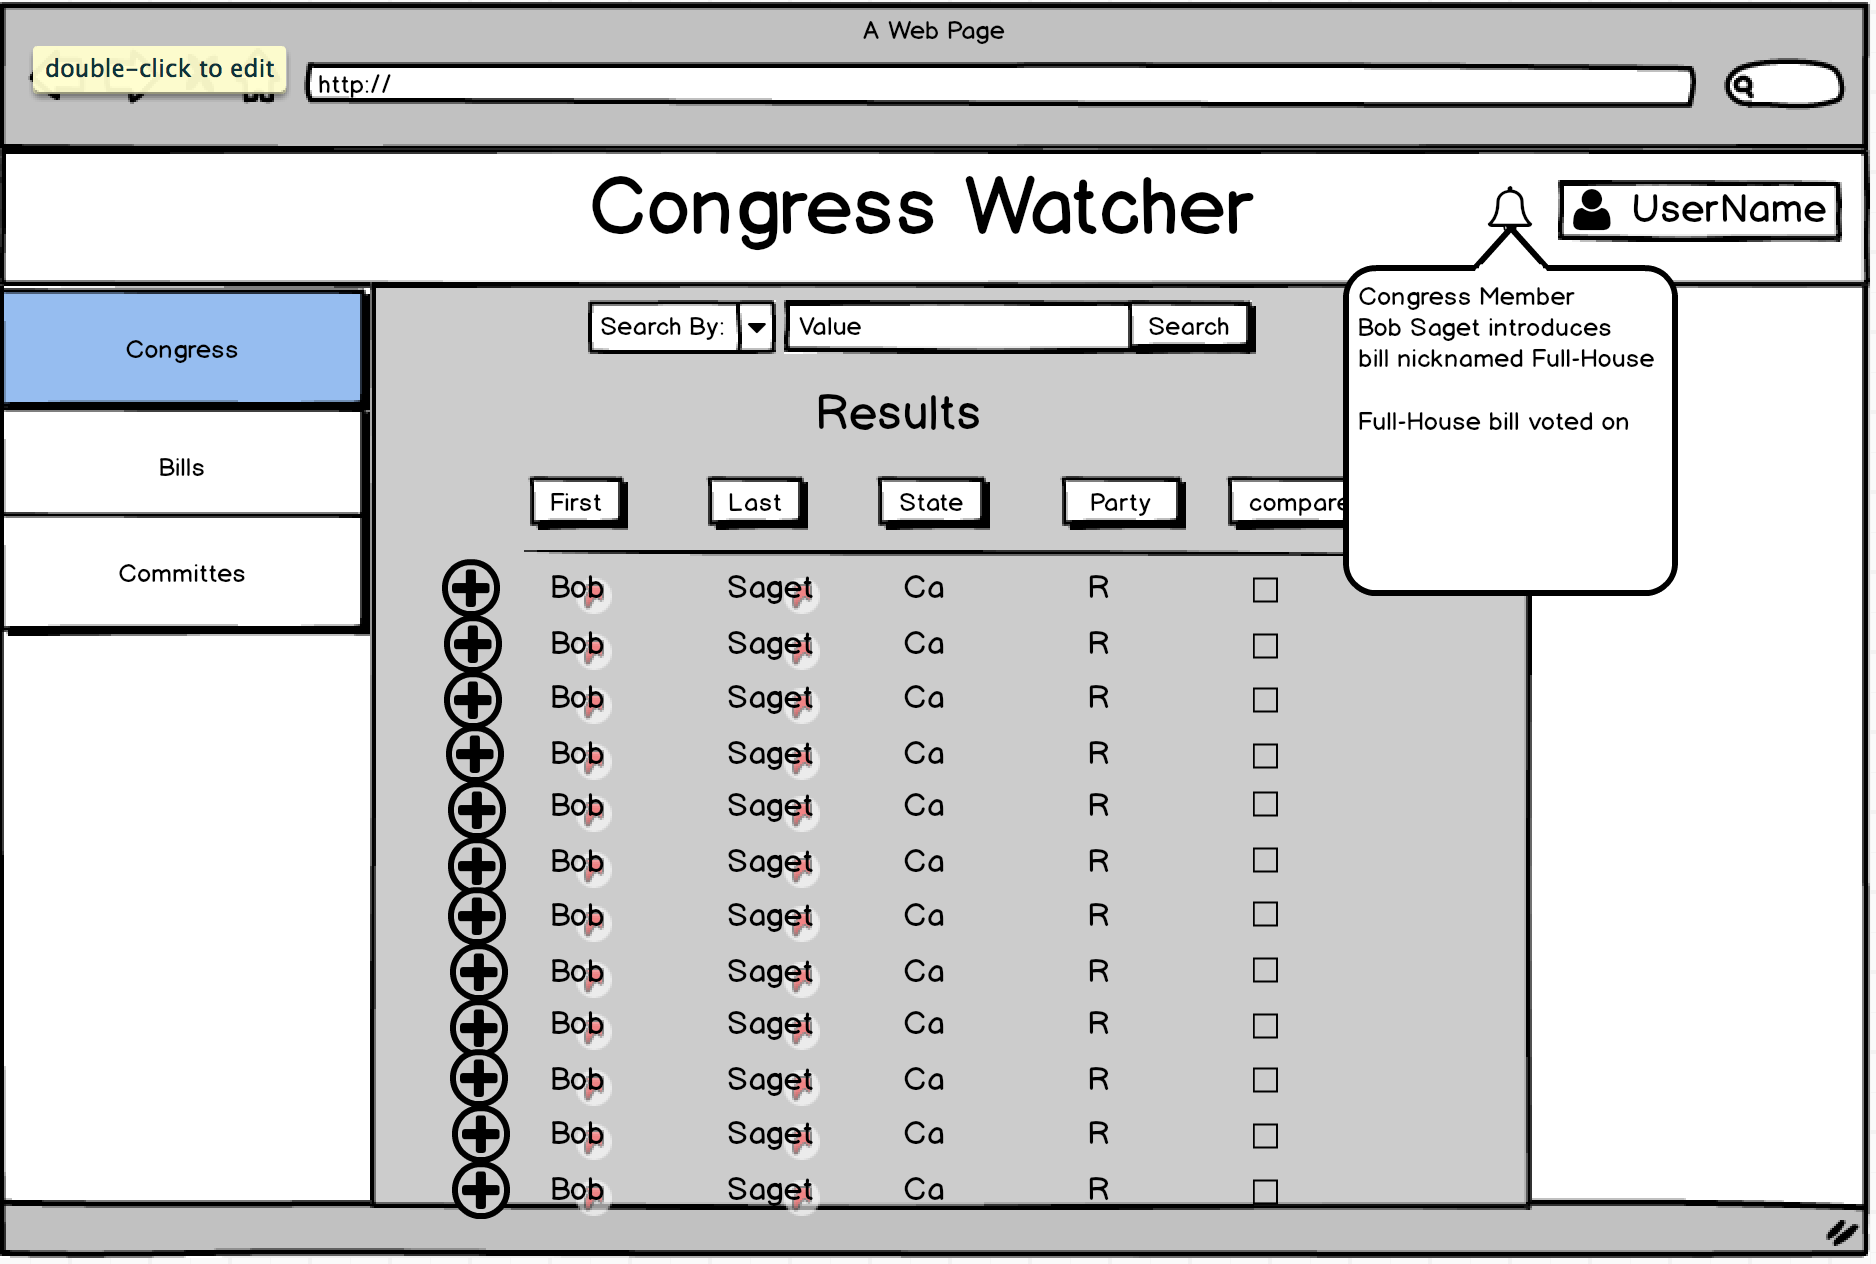 A Web Page
double-click to edit
http://
Congress Watcher
UserName
Congress Member
Bob Saget introduces
bill nicknamed Full-House
Full-House bill voted on
Congress
Bills
Committes
Search By:
Value
Search
Results
First Last State Party compare
Bob Saget Ca R
Bob Saget Ca R
Bob Saget Ca R
Bob Saget Ca R
Bob Saget Ca R
Bob Saget Ca R
Bob Saget Ca R
Bob Saget Ca R
Bob Saget Ca R
Bob Saget Ca R
Bob Saget Ca R
Bob Saget Ca R